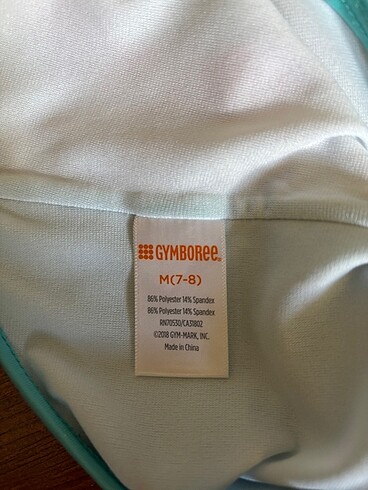 GYMBOREE
M(7-8)
86% Polyester 14% Spandex
86% Polyester 14% Spandex
RN70530/CA31802
©2018 GYM-MARK, INC.
Made in China